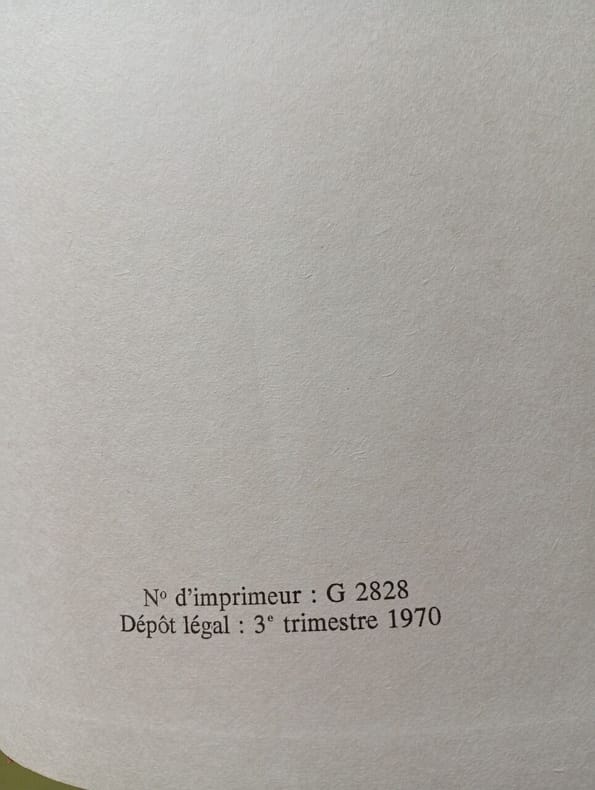 Nº d'imprimeur : G 2828
Dépôt légal : 3e trimestre 1970